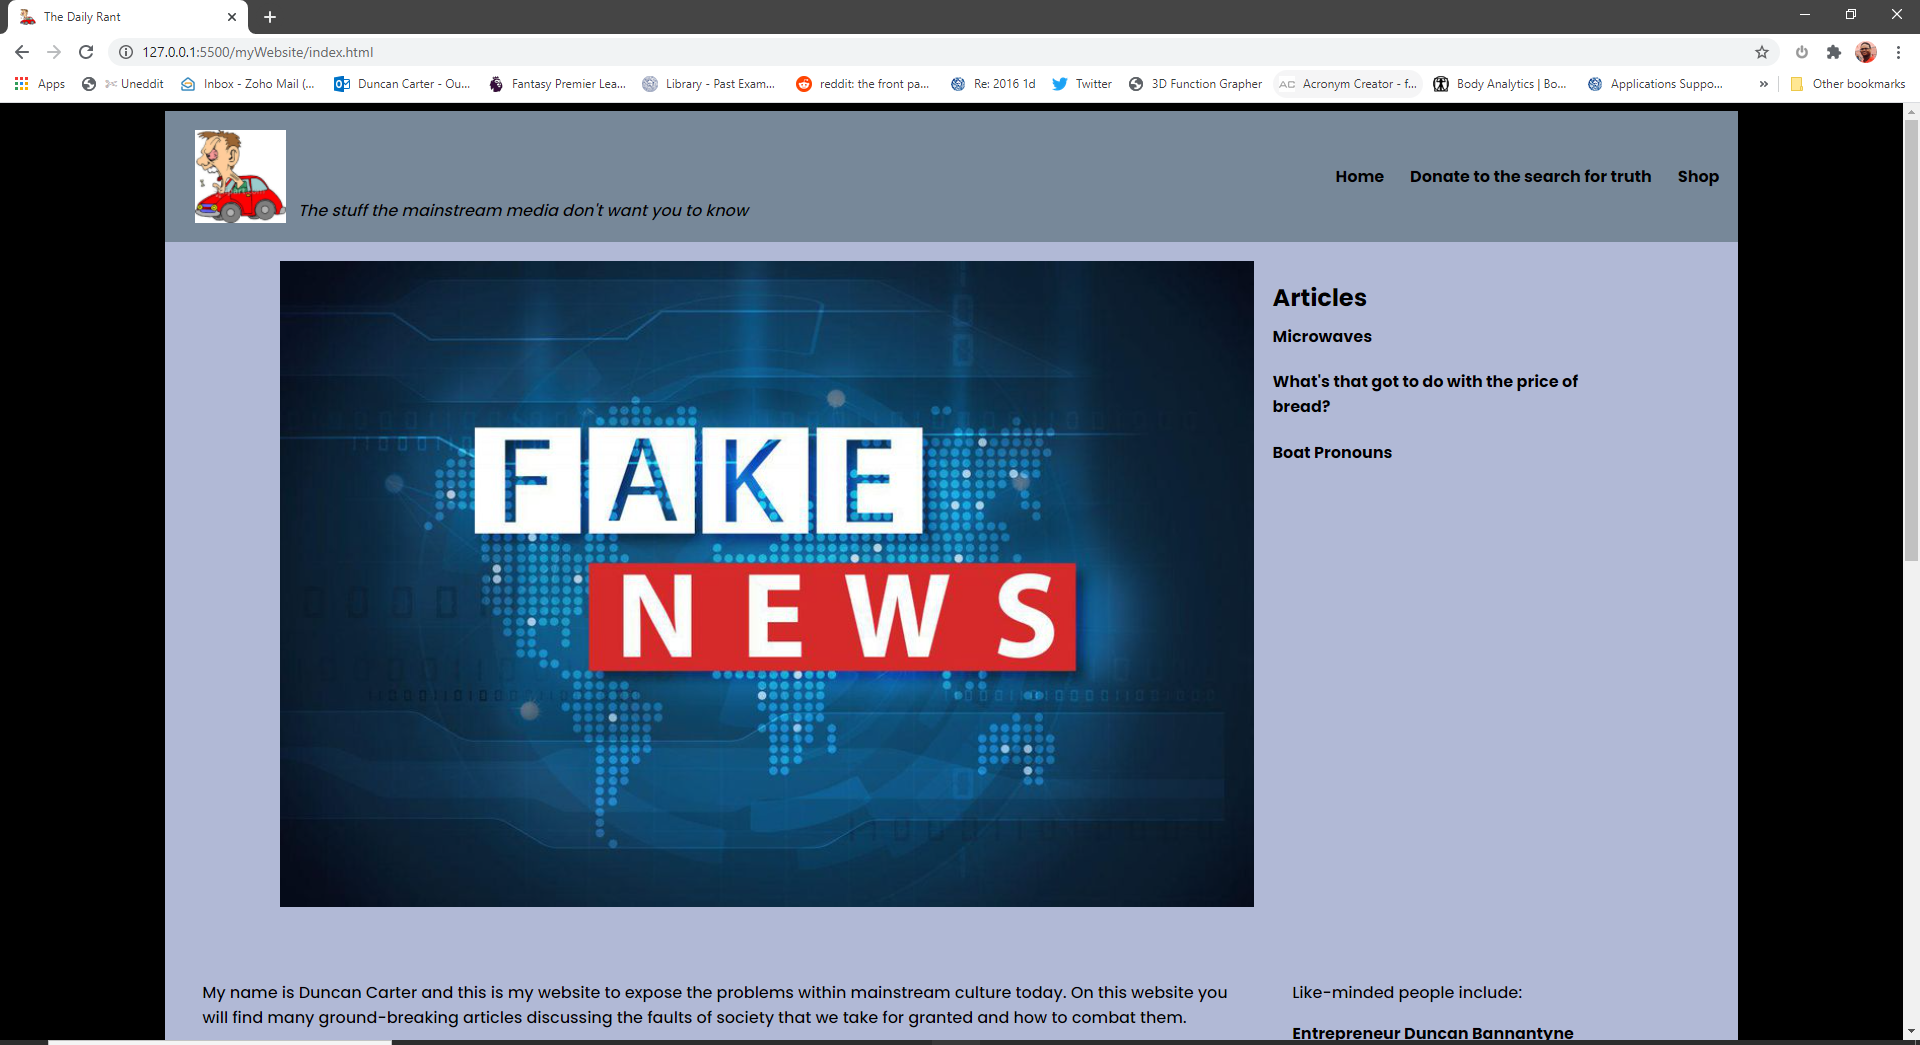 The Daily Rant
127.0.0.1:5500/myWebsite/index.html
Apps
Uneddit
Inbox - Zoho Mail (...
Duncan Carter - Ou...
Fantasy Premier Lea...
Library - Past Exam...
reddit: the front pa...
Re: 2016 1d
Twitter
3D Function Grapher
AC Acronym Creator - f...
Body Analytics | Bo...
Applications Suppo...
»
Other bookmarks
The stuff the mainstream media don't want you to know
Home
Donate to the search for truth
Shop
FAKE
NEWS
Articles
Microwaves
What's that got to do with the price of
bread?
Boat Pronouns
My name is Duncan Carter and this is my website to expose the problems within mainstream culture today. On this website you
will find many ground-breaking articles discussing the faults of society that we take for granted and how to combat them.
Like-minded people include:
Entrepreneur Duncan Bannantyne